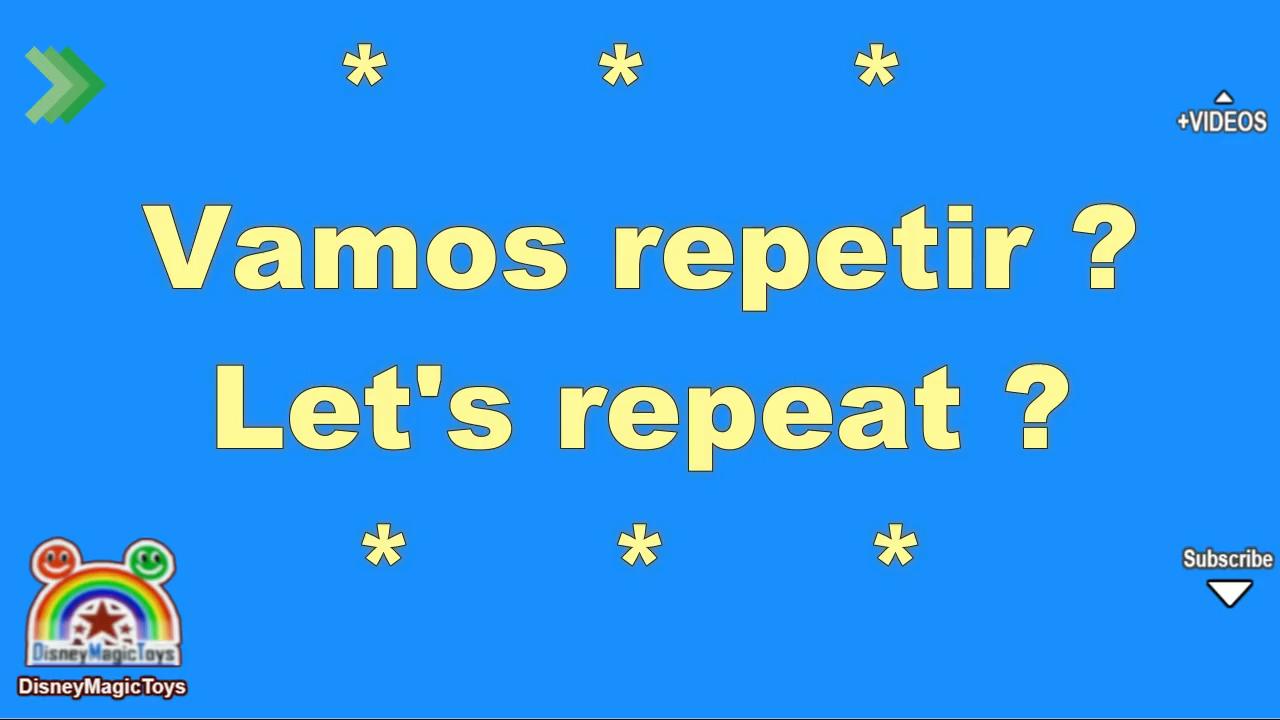 * * *
+VIDEOS
Vamos repetir ?
Let's repeat ?
* * *
Subscribe
DisneyMagicToys
DisneyMagicToys